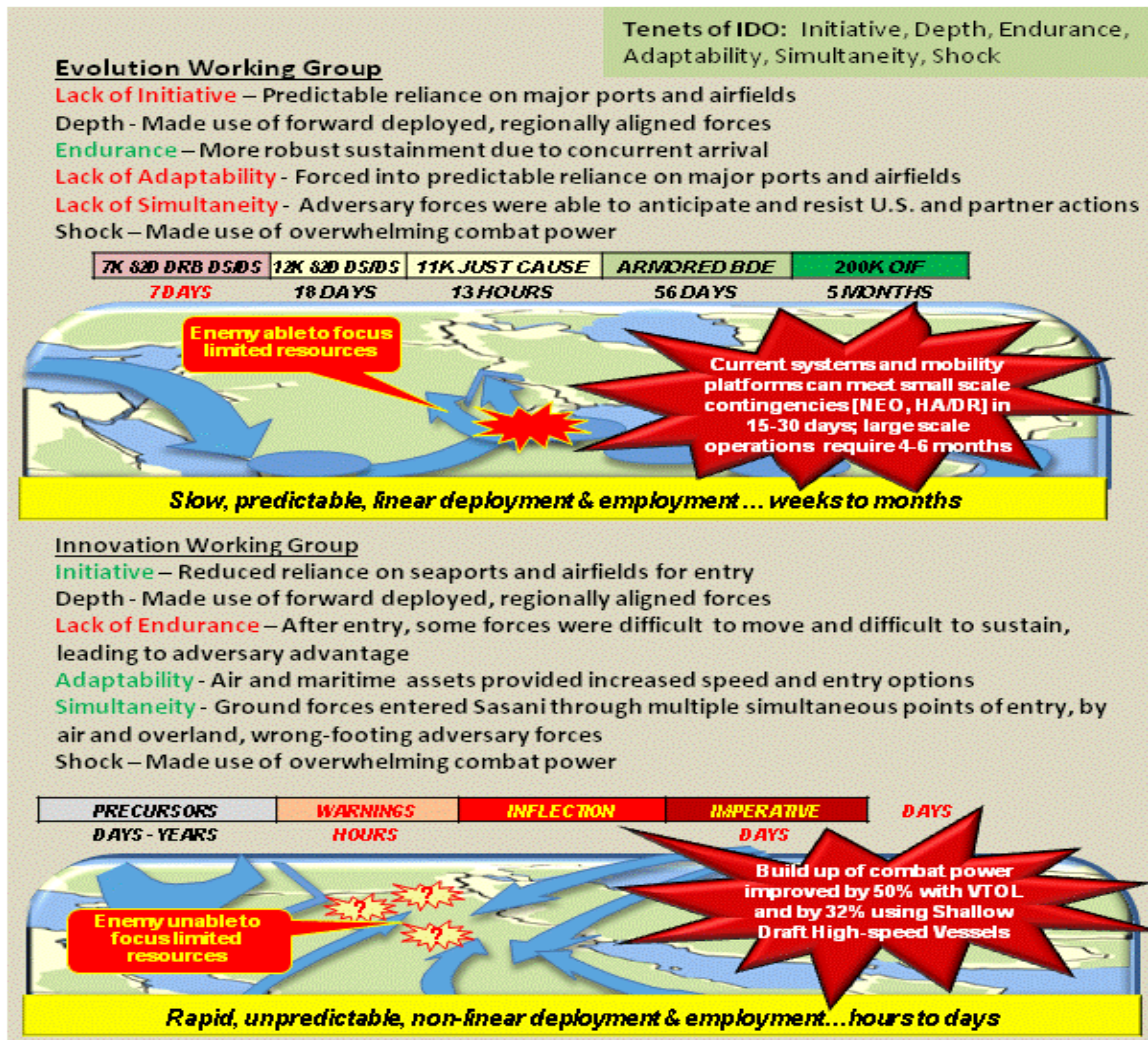 Tenets of IDO: Initiative, Depth, Endurance,
Adaptability, Simultaneity, Shock
Evolution Working Group
Lack of Initiative – Predictable reliance on major ports and airfields
Depth - Made use of forward deployed, regionally aligned forces
Endurance – More robust sustainment due to concurrent arrival
Lack of Adaptability - Forced into predictable reliance on major ports and airfields
Lack of Simultaneity - Adversary forces were able to anticipate and resist U.S. and partner actions
Shock – Made use of overwhelming combat power
7K 82D DRB DS/DS 12K 82D DS/DS 11K JUST CAUSE ARMORED BDE 200K OIF
7 DAYS 18 DAYS 13 HOURS 56 DAYS 5 MONTHS
Enemy able to focus
limited resources
Current systems and mobility
platforms can meet small scale
contingencies [NEO, HA/DR] in
15-30 days; large scale
operations require 4-6 months
Slow, predictable, linear deployment & employment ... weeks to months
Innovation Working Group
Initiative – Reduced reliance on seaports and airfields for entry
Depth - Made use of forward deployed, regionally aligned forces
Lack of Endurance – After entry, some forces were difficult to move and difficult to sustain,
leading to adversary advantage
Adaptability - Air and maritime assets provided increased speed and entry options
Simultaneity - Ground forces entered Sasani through multiple simultaneous points of entry, by
air and overland, wrong-footing adversary forces
Shock – Made use of overwhelming combat power
PRECURSORS WARNINGS INFLECTION IMPERATIVE DAYS
DAYS - YEARS HOURS DAYS
Build up of combat power
improved by 50% with VTOL
and by 32% using Shallow
Draft High-speed Vessels
? ?
?
Enemy unable to
focus limited
resources
Rapid, unpredictable, non-linear deployment & employment...hours to days